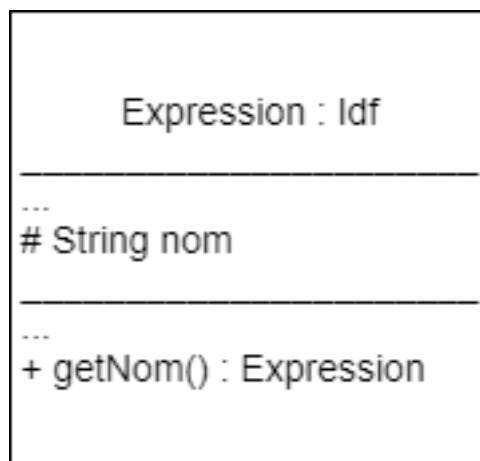 Expression : Idf
...
# String nom
...
+ getNom() : Expression